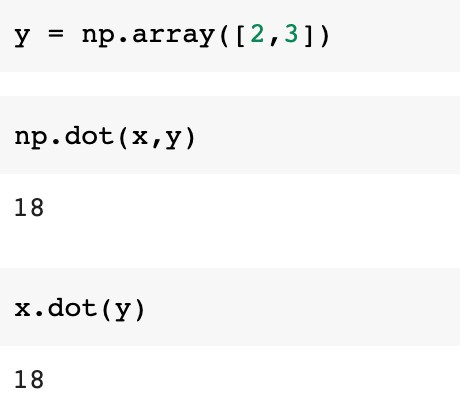 y = np.array([2,3])
np.dot(x,y)
18
x.dot(y)
18